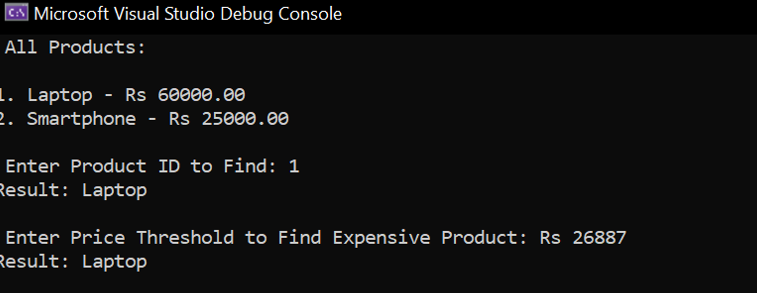 C:\ Microsoft Visual Studio Debug Console
All Products:
1. Laptop - Rs 60000.00
2. Smartphone - Rs 25000.00
Enter Product ID to Find: 1
Result: Laptop
Enter Price Threshold to Find Expensive Product: Rs 26887
Result: Laptop